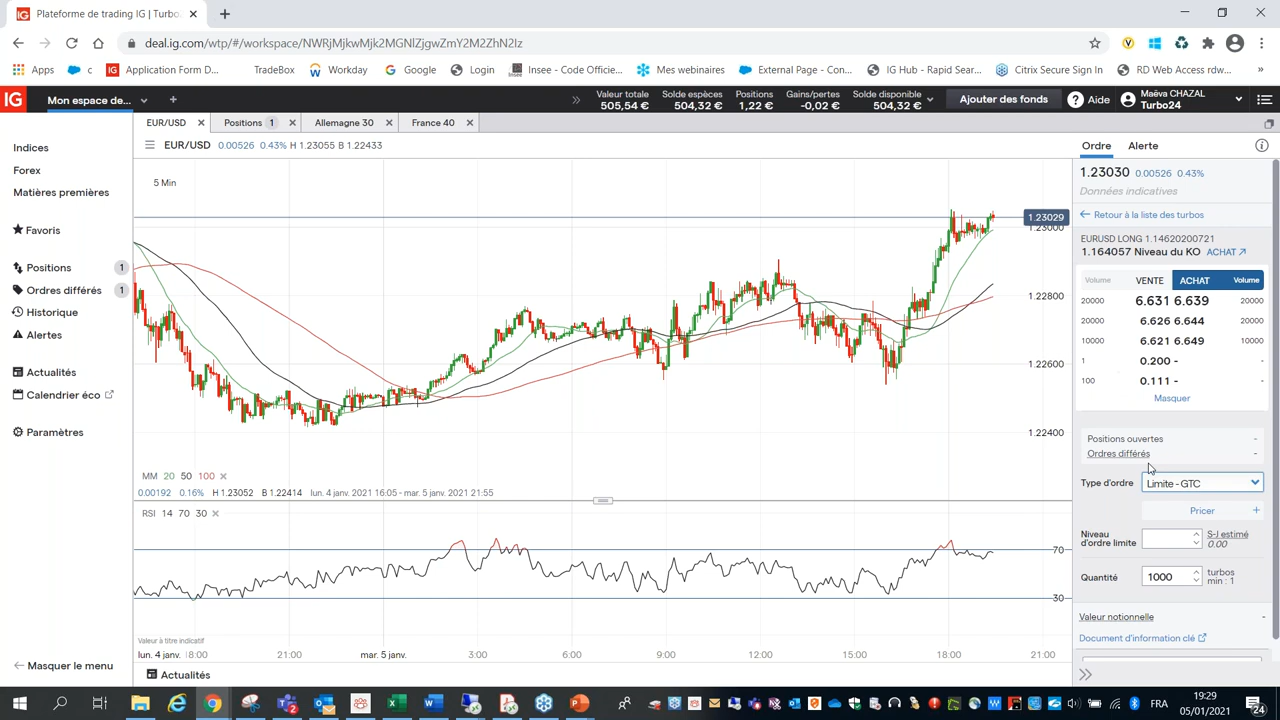 Plateforme de trading IG | Turbo
deal.ig.com/wtp/#/workspace/NWRjMjkwMjk2MGNlZjgwZmY2M2ZhN2Iz
Apps c Application Form D... TradeBox Workday Google Login Insee - Code Officie... Mes webinaires External Page - Con... IG Hub - Rapid Sear... Citrix Secure Sign In RD Web Access ‹dw... »
IG Mon espace de... + » Valeur totale Solde espèces Positions Gains/pertes Solde disponible Ajouter des fonds Aide Maëva CHAZAL
505,54 € 504,32 € 1,22 € -0,02 € 504,32 € Turbo24
EUR/USD Positions 1 Allemagne 30 France 40
EUR/USD 0.00526 0.43% H 1.23055 B 1.22433
5 Min
Indices
Forex
Matières premières
Favoris
Positions 1
Ordres différés 1
Historique
Alertes
Actualités
Calendrier éco
Paramètres
Masquer le menu
1.23029
1.23000
1.22800
1.22600
1.22400
MM 20 50 100
0.00192 0.16% H 1.23052 B 1.22414 lun. 4 janv. 2021 16:05 - mar. 5 janv. 2021 21:55
RSI 14 70 30
70
30
Valeur à titre indicatif
lun. 4 janv. 18:00 21:00 mar. 5 janv. 3:00 6:00 9:00 12:00 15:00 18:00 21:00
Actualités
Ordre Alerte
1.23030 0.00526 0.43%
Données indicatives
Retour à la liste des turbos
EURUSD LONG 1.14620200721
1.164057 Niveau du KO ACHAT
Volume VENTE ACHAT Volume
20000 6.631 6.639 20000
20000 6.626 6.644 20000
10000 6.621 6.649 10000
1 0.200 - -
100 0.111 - -
Masquer
Positions ouvertes -
Ordres différés -
Type d'ordre Limite - GTC
Pricer +
Niveau d'ordre limite S-J estimé 0.00
Quantité 1000 turbos min : 1
Valeur notionnelle -
Document d'information clé
»
FRA 19:29
05/01/2021 24